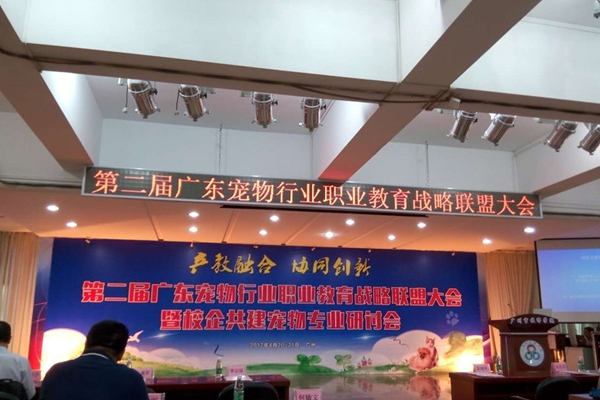 第二届广东宠物行业职业教育战略联盟大会
产教融合 协同创新
第二届广东宠物行业职业教育战略联盟大会
暨校企共建宠物专业研讨会